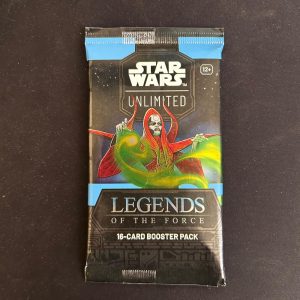 STAR
WARS
UNLIMITED
12+
LEGENDS
OF THE FORCE
16-CARD BOOSTER PACK